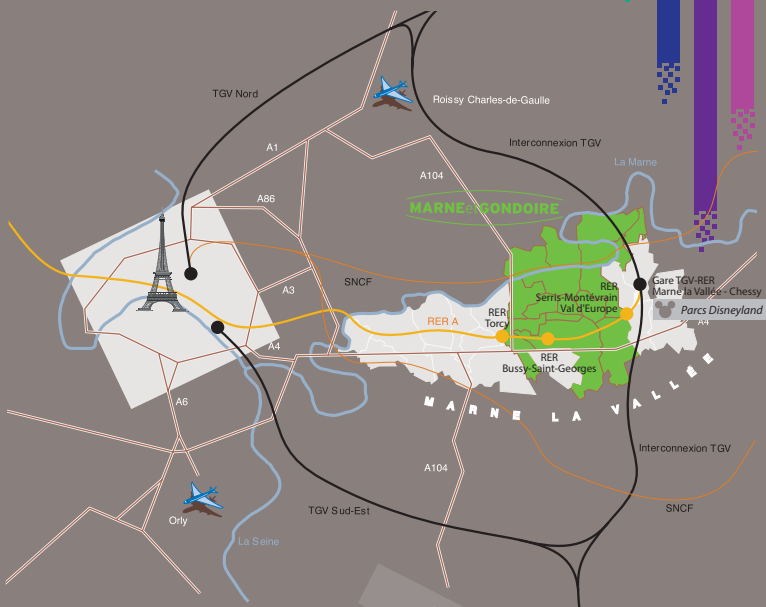 TGV Nord
Roissy Charles-de-Gaulle
Interconnexion TGV
A1
La Marne
A104
A86
MARNE et GONDOIRE
SNCF
A3
RER
Serris-Montévrain
Val d'Europe
Gare TGV-RER
Marne la Vallée - Chessy
Parcs Disneyland
RER
Torcy
RER A
A4
A4
RER
Bussy-Saint-Georges
MARNE LA VALLÉE
A6
Interconnexion TGV
A104
SNCF
TGV Sud-Est
Orly
La Seine